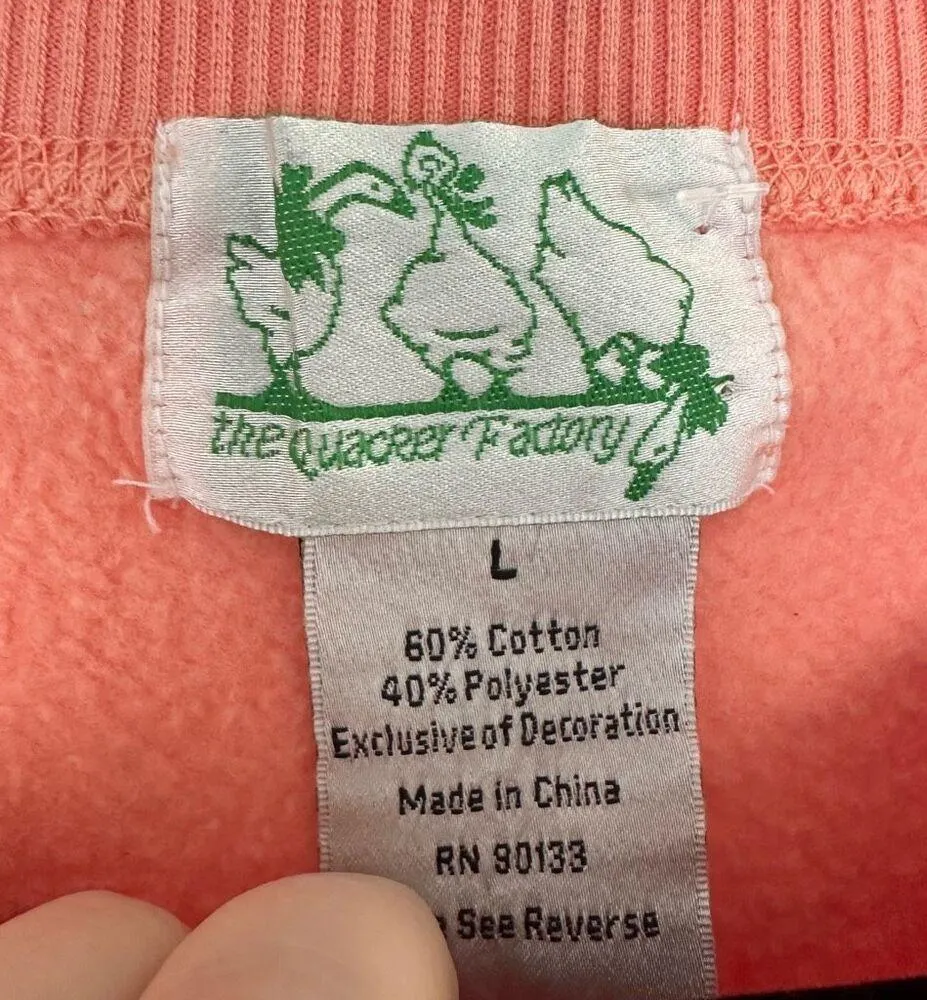 the Quacker Factory
L
60% Cotton
40% Polyester
Exclusive of Decoration
Made in China
RN 90133
See Reverse